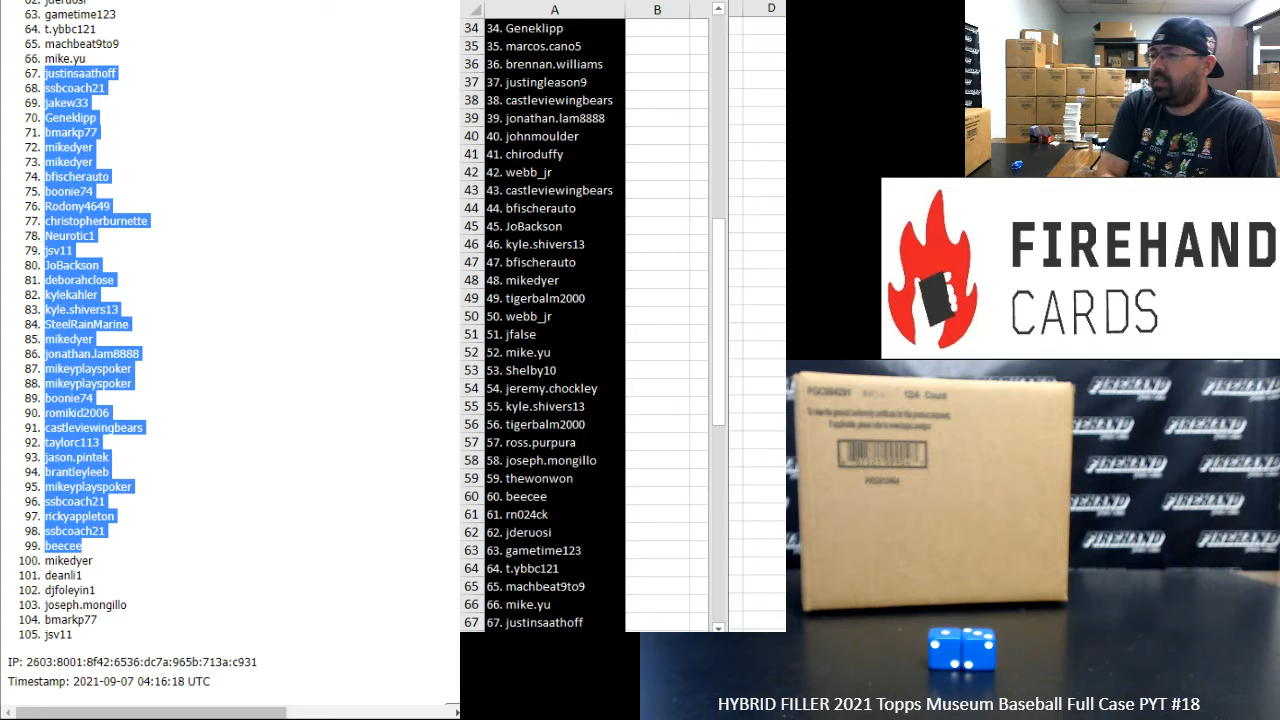 63. gametime123
64. t.ybbc121
65. machbeat9to9
66. mike.yu
67. justinsaathoff
68. ssbcoach21
69. jakew33
70. Geneklipp
71. bmarkp77
72. mikedyer
73. mikedyer
74. bfischerauto
75. boonie74
76. Rodony4649
77. christopherburnette
78. Neurotic1
79. jsv11
80. JoBackson
81. deborahclose
82. kylekahler
83. kyle.shivers13
84. SteelRainMarine
85. mikedyer
86. jonathan.lam8888
87. mikeyplayspoker
88. mikeyplayspoker
89. boonie74
90. romikid2006
91. castleviewingbears
92. taylorc113
93. jason.pintek
94. brantleyleeb
95. mikeyplayspoker
96. ssbcoach21
97. rickyappleton
98. ssbcoach21
99. beecee
100. mikedyer
101. deanli1
102. djfoleyin1
103. joseph.mongillo
104. bmarkp77
105. jsv11
IP: 2603:8001:8f42:6536:dc7a:965b:713a:c931
Timestamp: 2021-09-07 04:16:18 UTC
A B D
34 34. Geneklipp
35 35. marcos.cano5
36 36. brennan.williams
37 37. justingleason9
38 38. castleviewingbears
39 39. jonathan.lam8888
40 40. johnmoulder
41 41. chiroduffy
42 42. webb_jr
43 43. castleviewingbears
44 44. bfischerauto
45 45. JoBackson
46 46. kyle.shivers13
47 47. bfischerauto
48 48. mikedyer
49 49. tigerbalm2000
50 50. webb_jr
51 51. jfalse
52 52. mike.yu
53 53. Shelby10
54 54. jeremy.chockley
55 55. kyle.shivers13
56 56. tigerbalm2000
57 57. ross.purpura
58 58. joseph.mongillo
59 59. thewonwon
60 60. beecee
61 61. rn024ck
62 62. jderuosi
63 63. gametime123
64 64. t.ybbc121
65 65. machbeat9to9
66 66. mike.yu
67 67. justinsaathoff
FIREHAND
CARDS
Count
FIREHAND
FIREHAND
FIREHAND
FIREHAND
HYBRID FILLER 2021 Topps Museum Baseball Full Case PYT #18